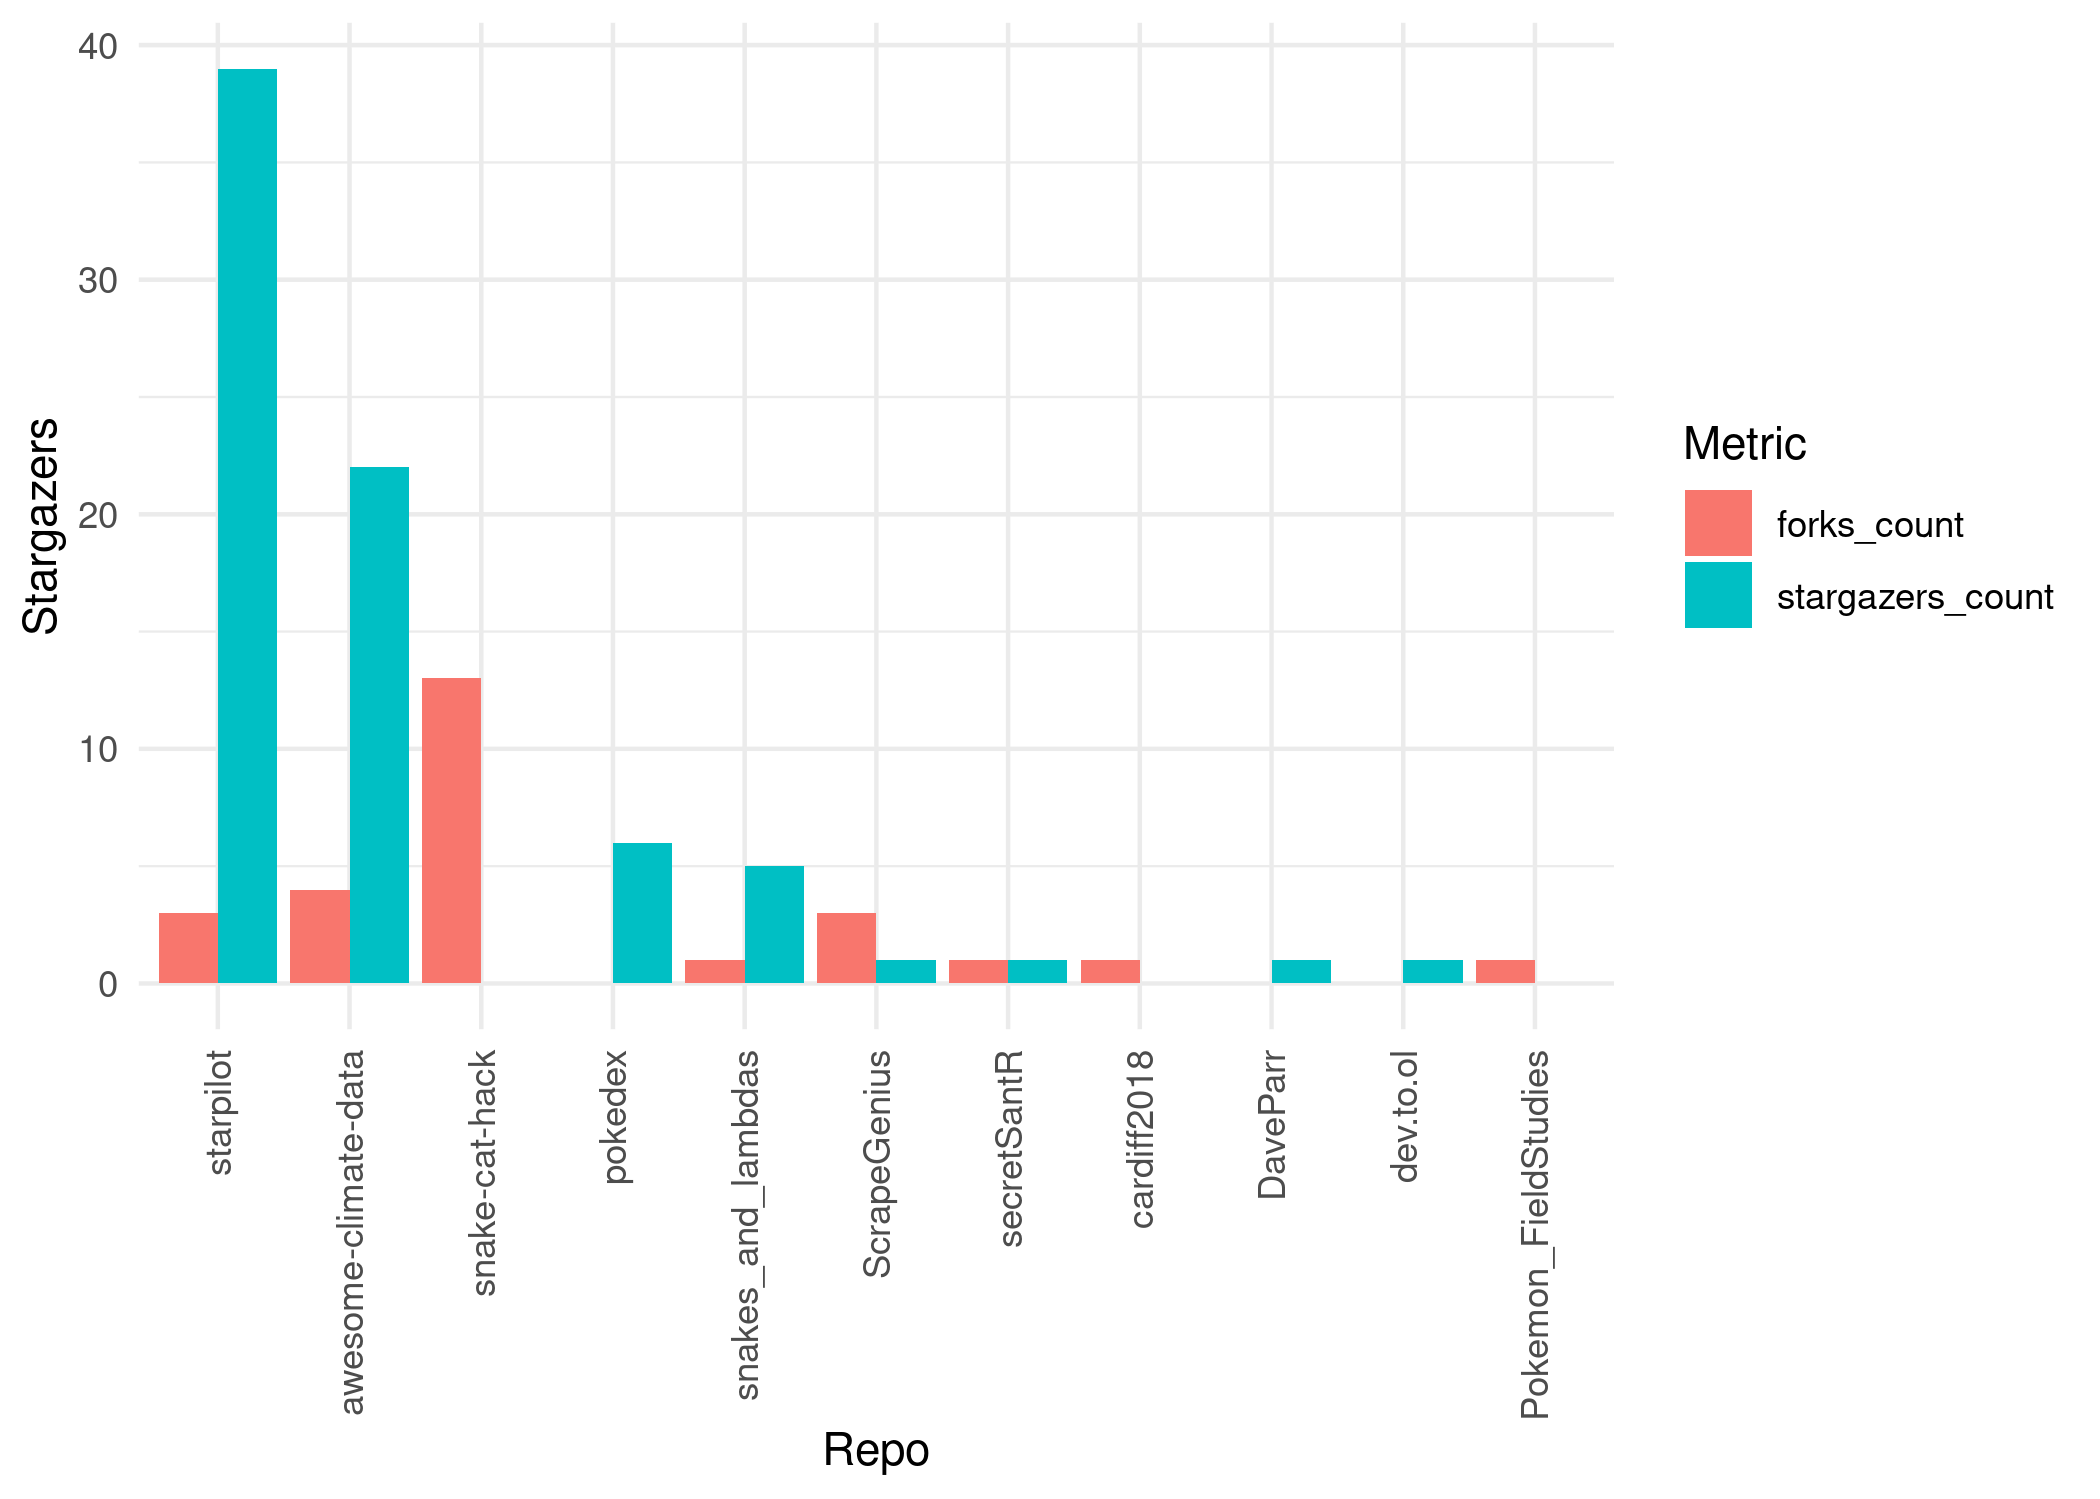 Stargazers
40
30
20
10
0
starpilot
awesome-climate-data
snake-cat-hack
pokedex
snakes_and_lambdas
ScrapeGenius
secretSantR
cardiff2018
DaveParr
dev.to.ol
Pokemon_FieldStudies
Repo
Metric
forks_count
stargazers_count